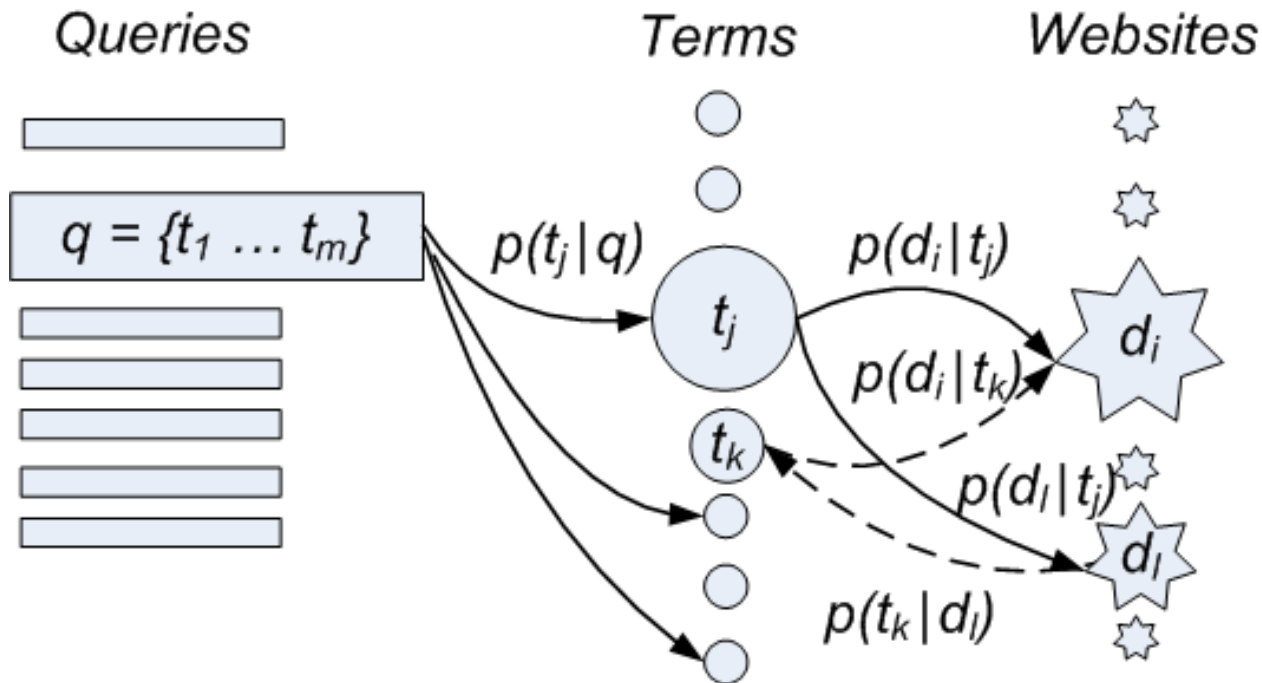 Queries Terms Websites
q = {t₁ … tₘ}
p(tⱼ|q)
p(dᵢ|tⱼ)
tⱼ
dᵢ
p(dᵢ|tₖ)
tₖ
p(dₗ|tⱼ)
dₗ
p(tₖ|dₗ)